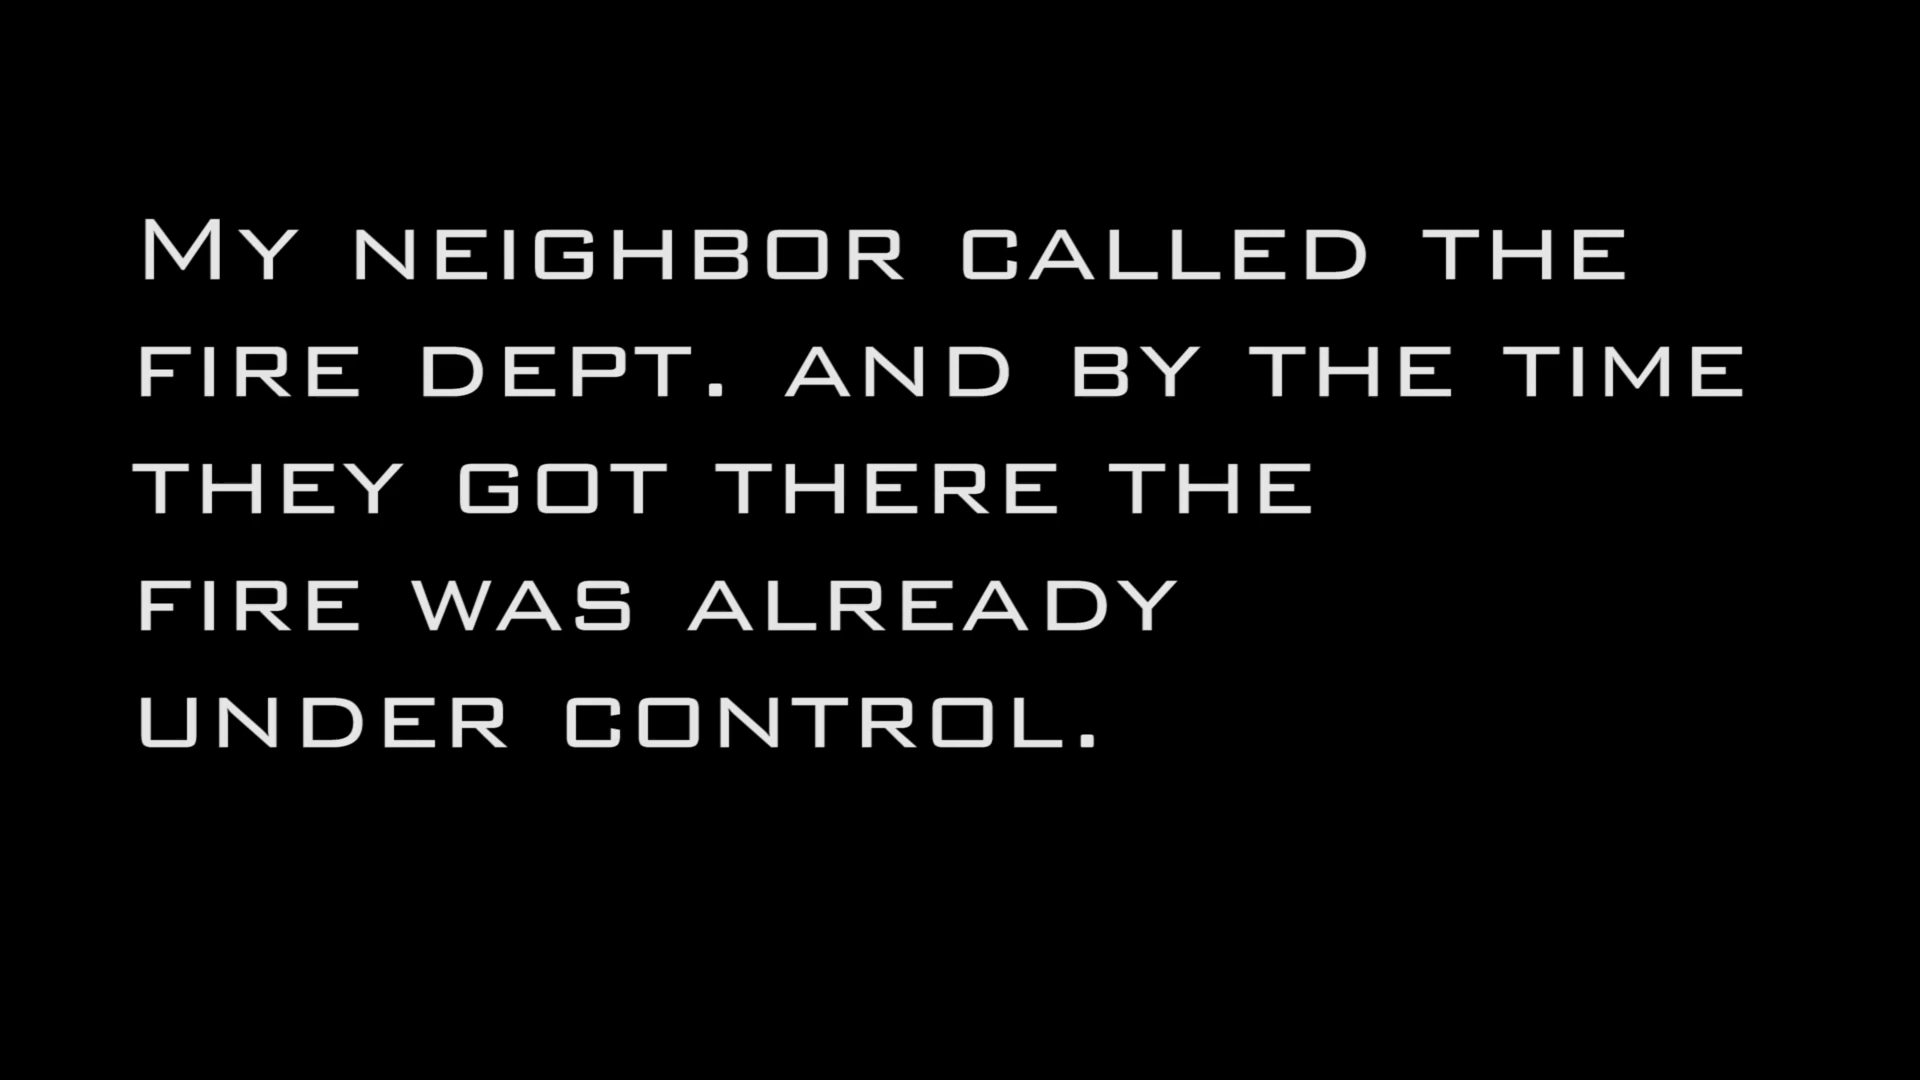 My neighbor called the
fire dept. and by the time
they got there the
fire was already
under control.